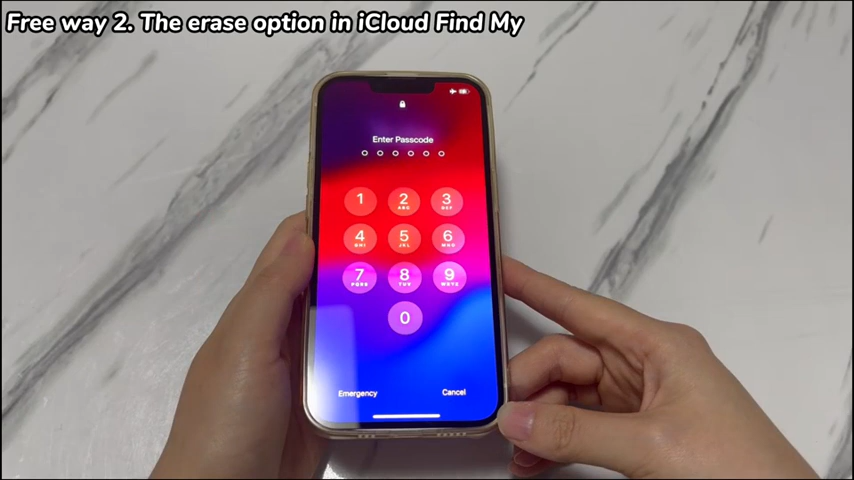 Free way 2. The erase option in iCloud Find My
Enter Passcode
1 2 3
ABC DEF
4 5 6
GHI JKL MNO
7 8 9
PQRS TUV WXYZ
0
Emergency Cancel